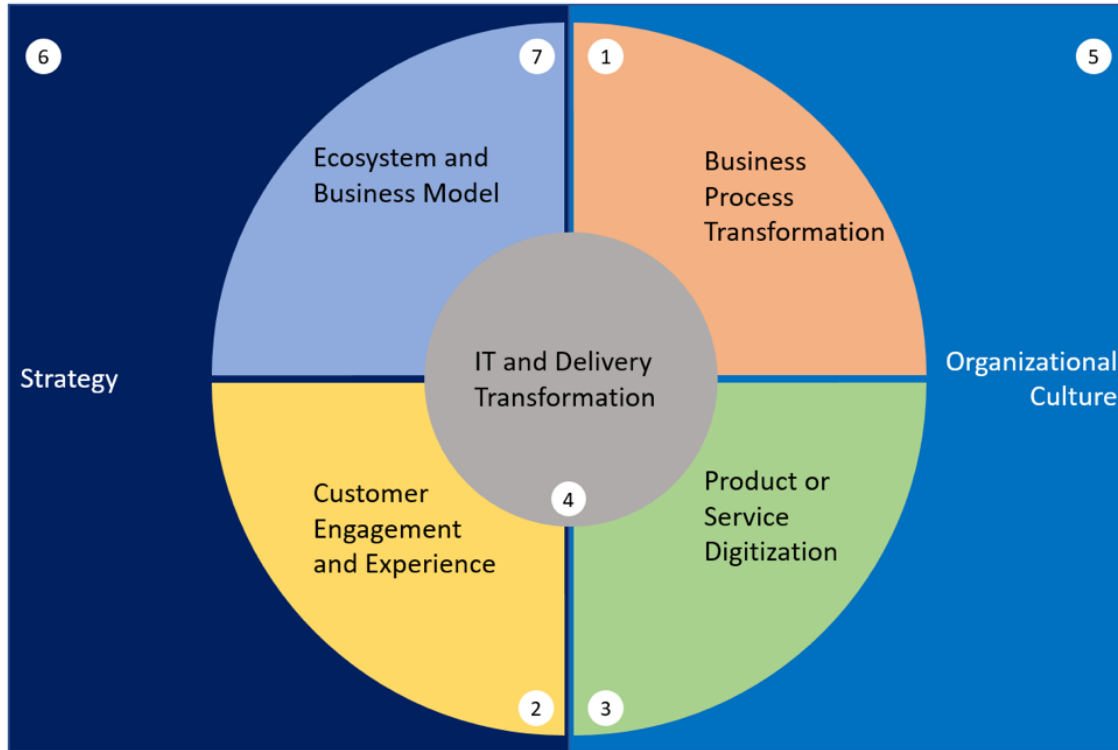 6
7
1
5
Ecosystem and
Business Model
Business
Process
Transformation
Strategy
IT and Delivery
Transformation
Organizational
Culture
Customer
Engagement
and Experience
4
Product or
Service
Digitization
2
3